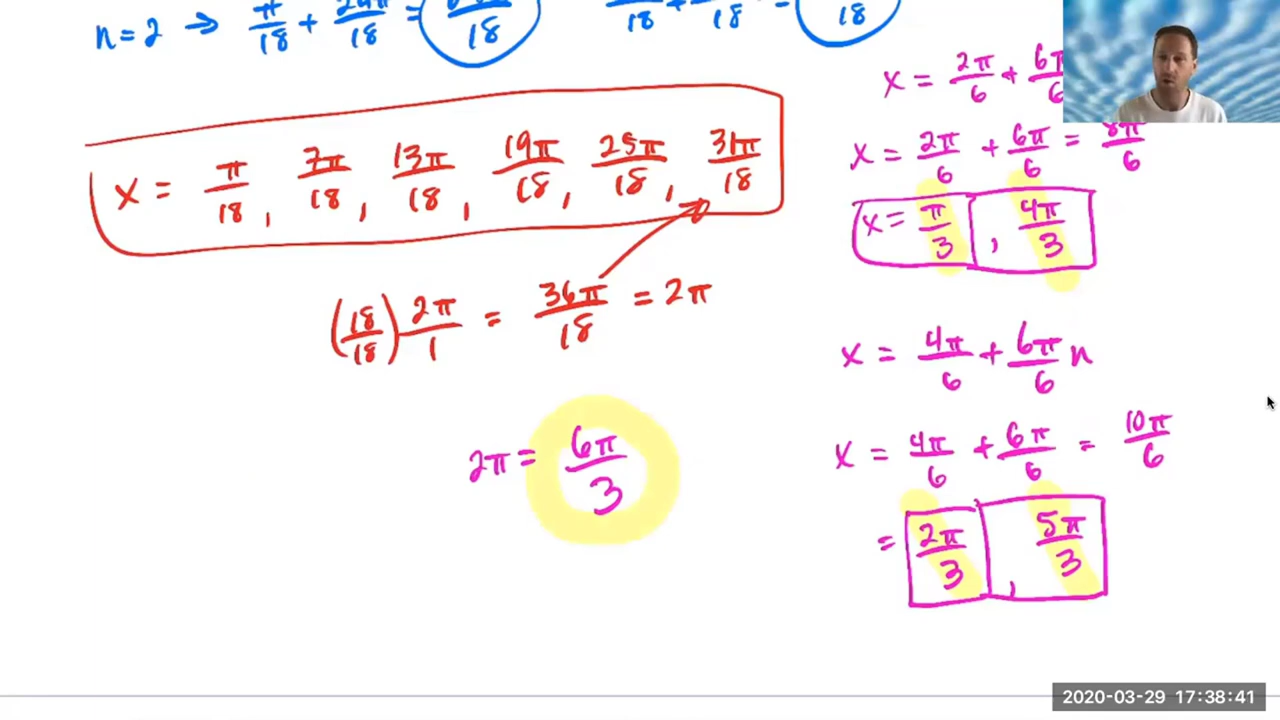 n=2 → π/18 + 24π/18 =
/18 + /18 = /18
x = π/18, 7π/18, 13π/18, 19π/18, 25π/18, 31π/18
(18/18) 2π/1 = 36π/18 = 2π
2π = 6π/3
x = 2π/6 + 6π/6
x = 2π/6 + 6π/6 = 8π/6
x = π/3, 4π/3
x = 4π/6 + 6π/6 n
x = 4π/6 + 6π/6 = 10π/6
= 2π/3, 5π/3
2020-03-29 17:38:41